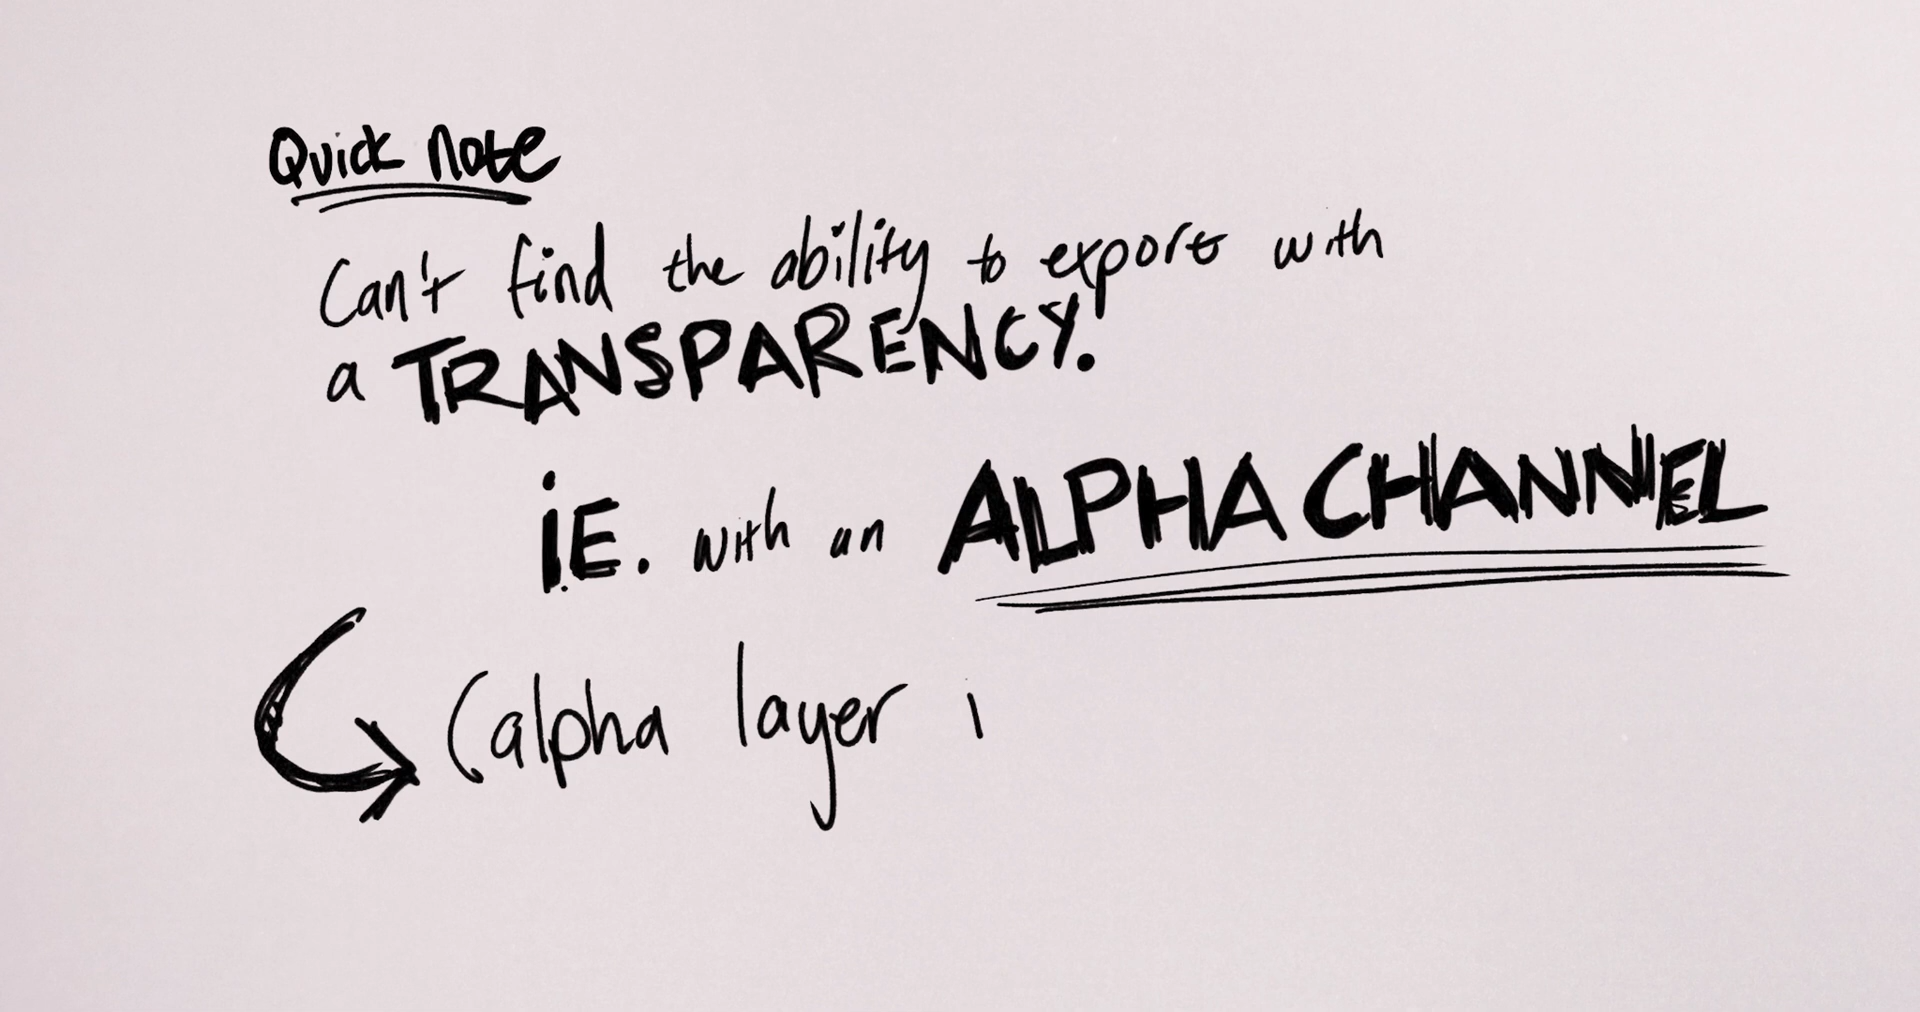 Quick note
Can't find the ability to export with
a TRANSPARENCY.
i.E. with an ALPHA CHANNEL
(alpha layer i